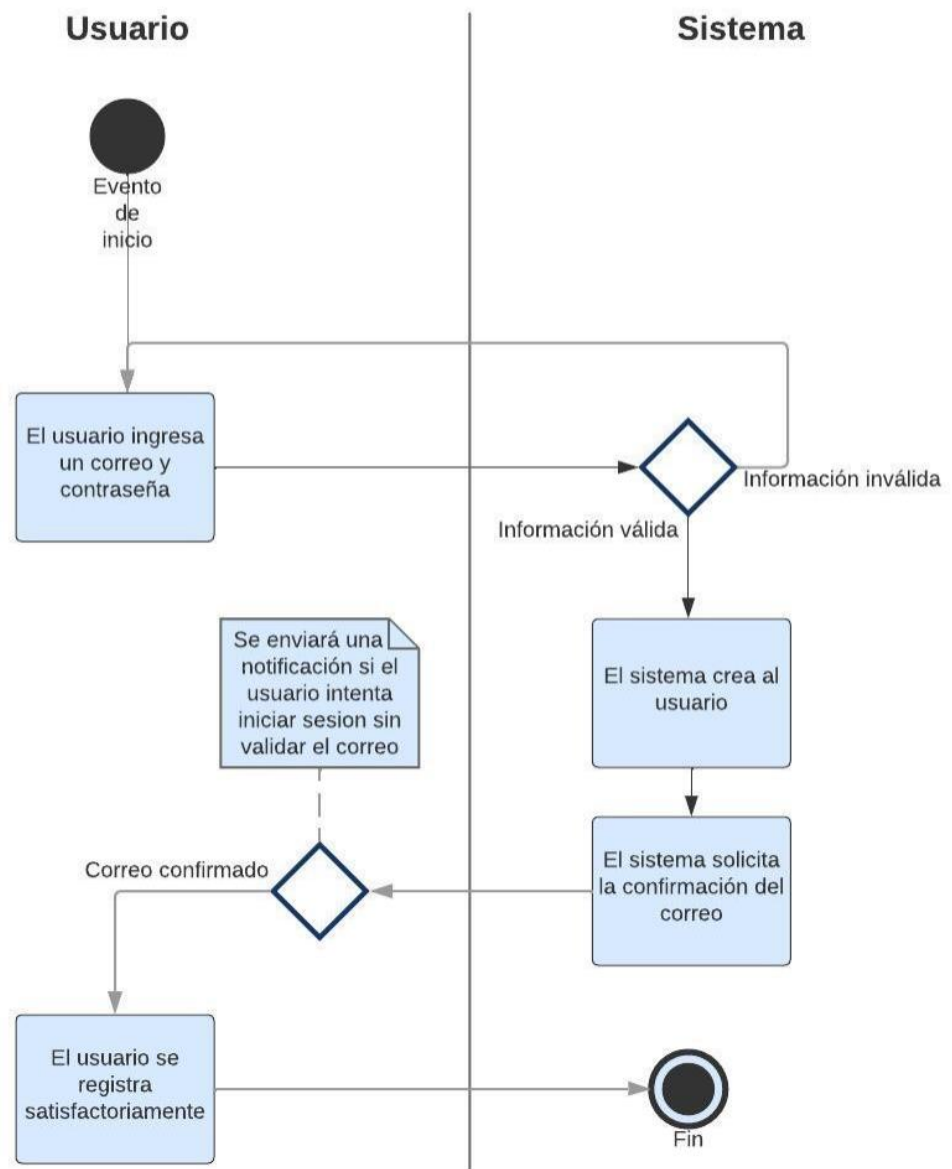 Usuario
Sistema
Evento
de
inicio
El usuario ingresa
un correo y
contraseña
Información inválida
Información válida
Se enviará una
notificación si el
usuario intenta
iniciar sesion sin
validar el correo
El sistema crea al
usuario
Correo confirmado
El sistema solicita
la confirmación del
correo
El usuario se
registra
satisfactoriamente
Fin